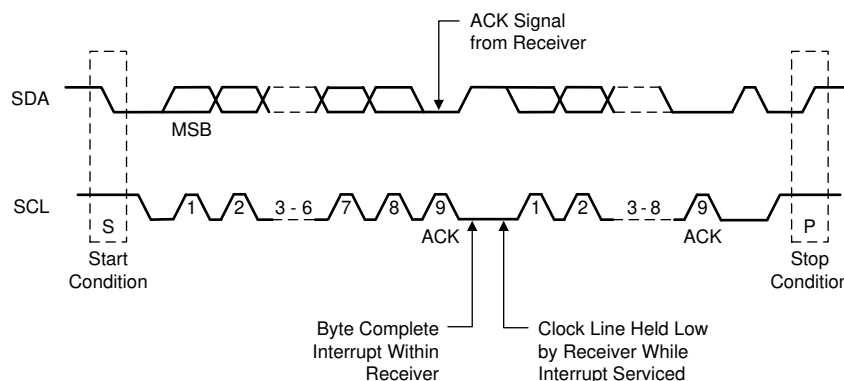 ACK Signal
from Receiver
SDA
MSB
SCL
S
1
2
3 - 6
7
8
9
1
2
3 - 8
9
P
ACK
ACK
Start
Condition
Stop
Condition
Byte Complete
Interrupt Within
Receiver
Clock Line Held Low
by Receiver While
Interrupt Serviced